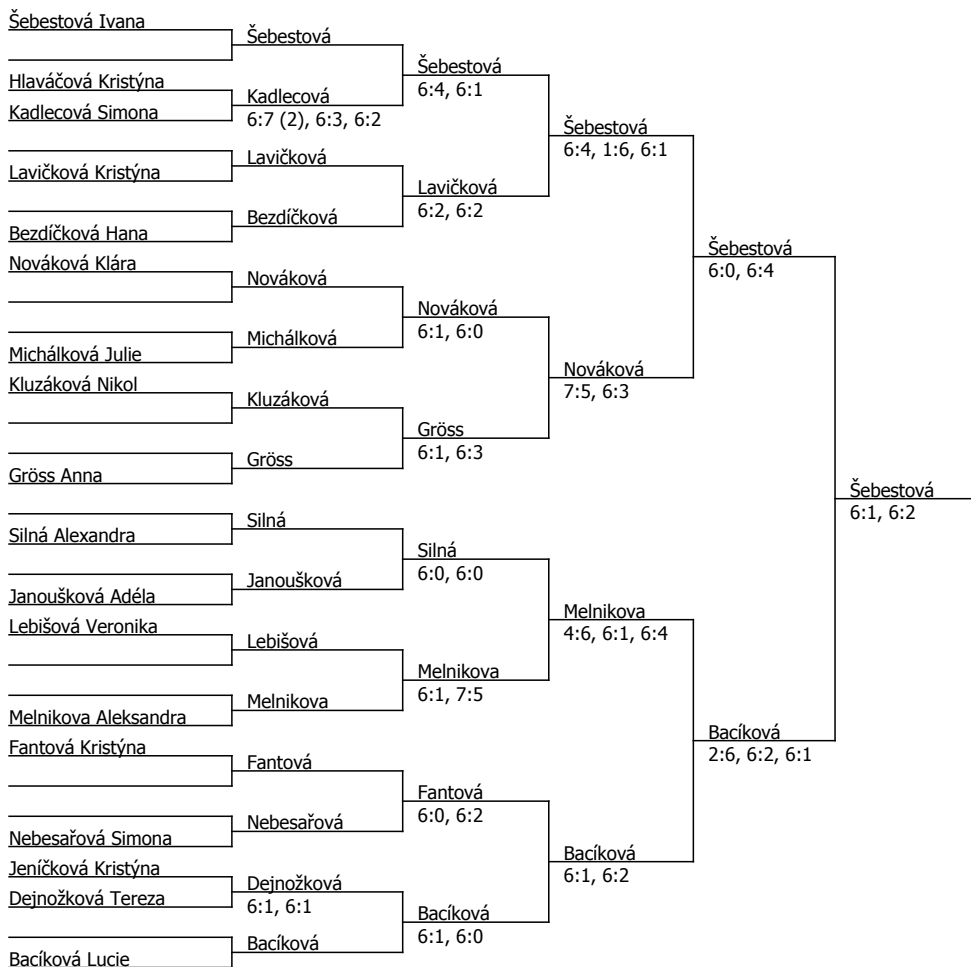 Šebestová Ivana
Hlaváčová Kristýna
Kadlecová Simona
Lavičková Kristýna
Bezdíčková Hana
Nováková Klára
Michálková Julie
Kluzáková Nikol
Gröss Anna
Silná Alexandra
Janoušková Adéla
Lebišová Veronika
Melnikova Aleksandra
Fantová Kristýna
Nebesařová Simona
Jeníčková Kristýna
Dejnožková Tereza
Bacíková Lucie
Šebestová
Kadlecová
6:7 (2), 6:3, 6:2
Lavičková
Bezdíčková
Nováková
Michálková
Kluzáková
Gröss
Silná
Janoušková
Lebišová
Melnikova
Fantová
Nebesařová
Dejnožková
6:1, 6:1
Bacíková
Šebestová
6:4, 6:1
Lavičková
6:2, 6:2
Nováková
6:1, 6:0
Gröss
6:1, 6:3
Silná
6:0, 6:0
Melnikova
6:1, 7:5
Fantová
6:0, 6:2
Bacíková
6:1, 6:0
Šebestová
6:4, 1:6, 6:1
Nováková
7:5, 6:3
Melnikova
4:6, 6:1, 6:4
Bacíková
6:1, 6:2
Šebestová
6:0, 6:4
Bacíková
2:6, 6:2, 6:1
Šebestová
6:1, 6:2